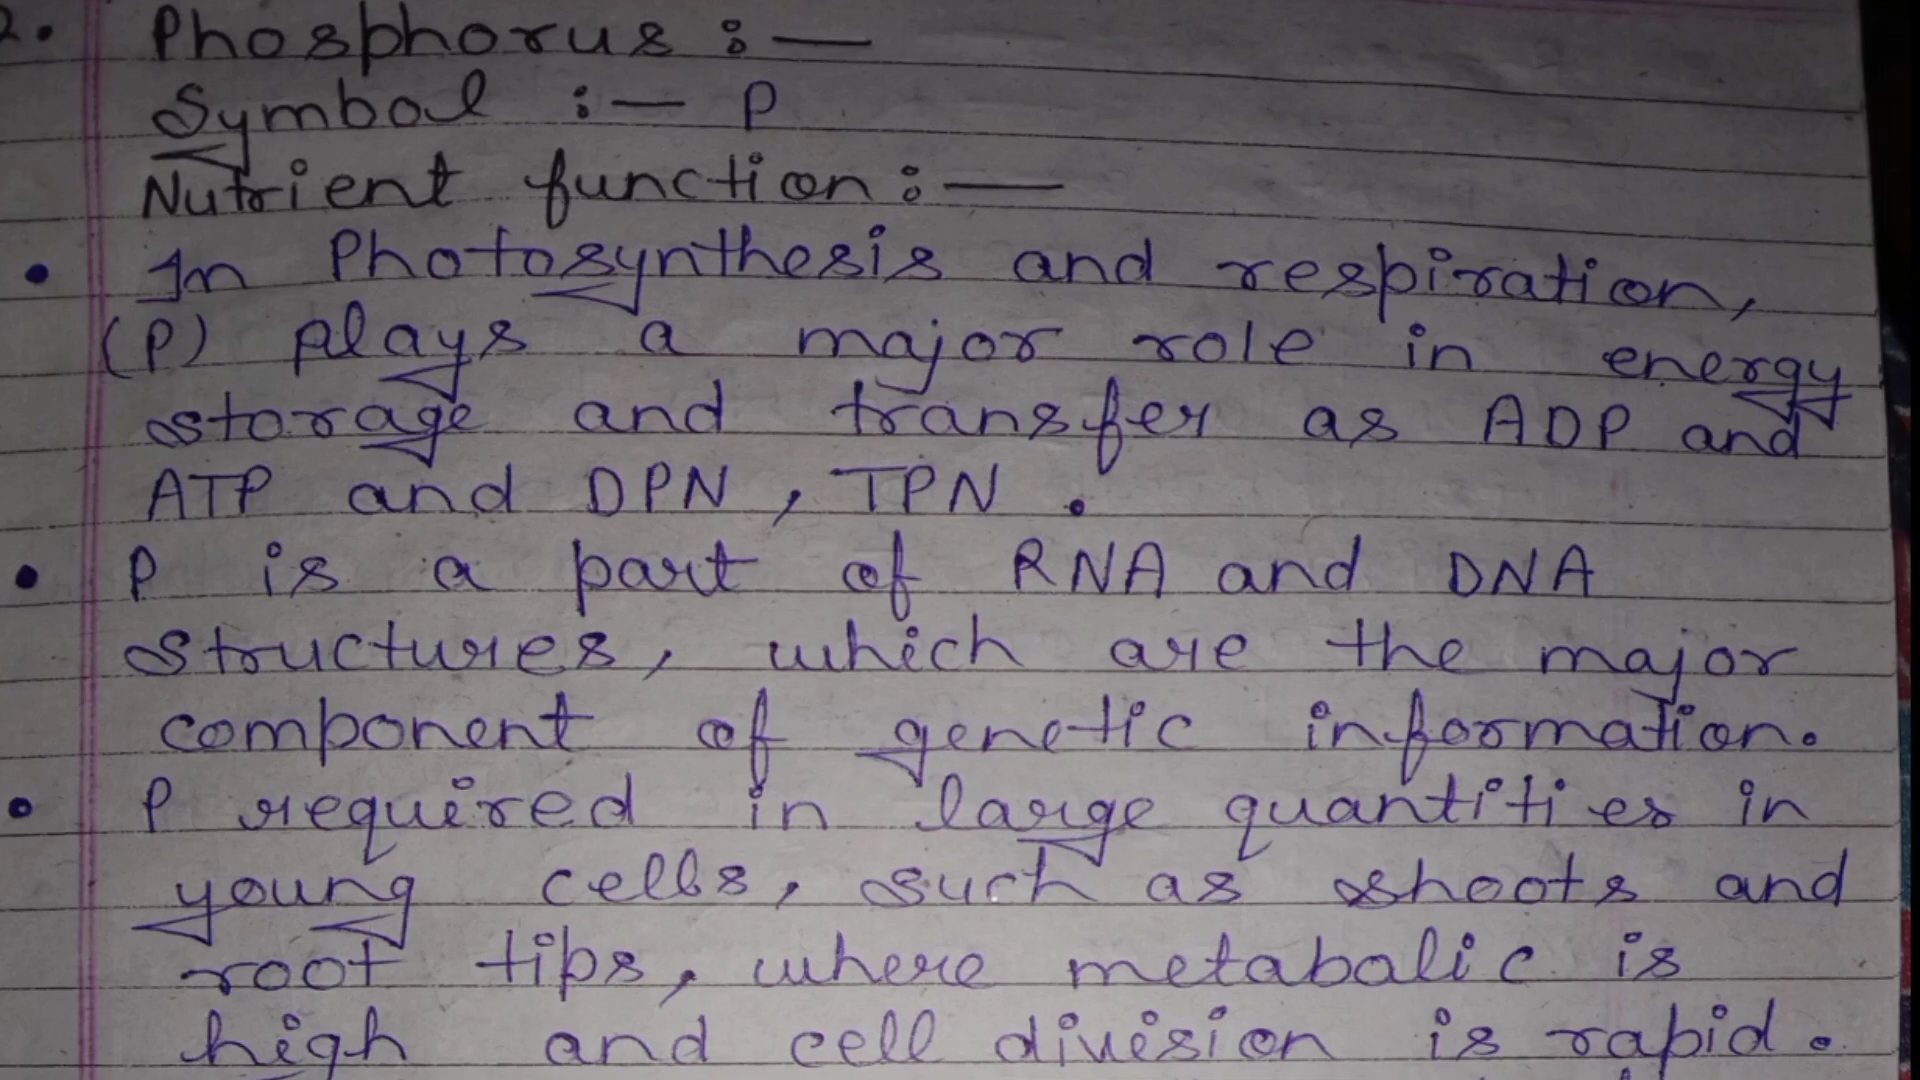 2. Phosphorus :—
Symbol :— P
Nutrient function :—
• In Photosynthesis and respiration,
(P) plays a major role in energy
storage and transfer as ADP and
ATP and DPN, TPN.
• P is a part of RNA and DNA
structures, which are the major
component of genetic information.
• P required in large quantities in
young cells, such as shoots and
root tips, where metabalic is
high and cell division is rapid.